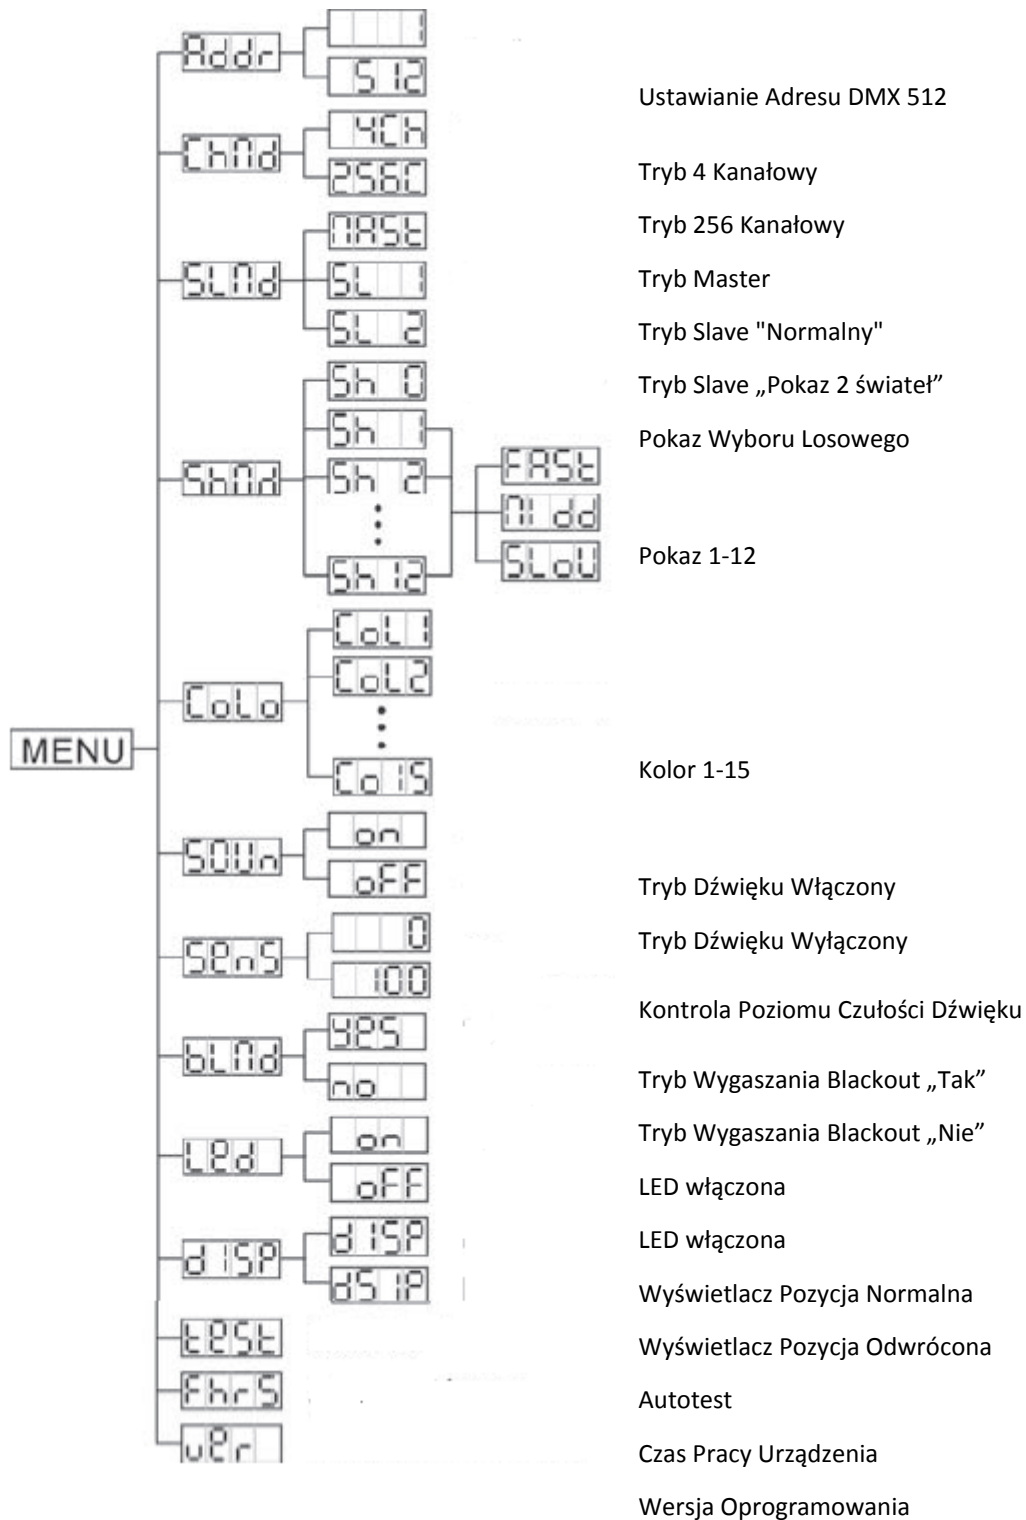 Addr
1
512
Ustawianie Adresu DMX 512
ChMd
4Ch
256C
Tryb 4 Kanałowy
Tryb 256 Kanałowy
SLMd
MASt
SL 1
SL 2
Tryb Master
Tryb Slave "Normalny"
Tryb Slave „Pokaz 2 świateł”
ShMd
Sh 0
Sh 1
Sh 2
Sh12
FASt
MI dd
SLoU
Pokaz Wyboru Losowego
Pokaz 1-12
MENU
CoLo
CoL1
CoL2
Co15
Kolor 1-15
SOUn
on
oFF
Tryb Dźwięku Włączony
Tryb Dźwięku Wyłączony
SenS
0
100
Kontrola Poziomu Czułości Dźwięku
bLMd
yeS
no
Tryb Wygaszania Blackout „Tak”
Tryb Wygaszania Blackout „Nie”
Led
on
oFF
LED włączona
LED włączona
dISP
dISP
dSIP
Wyświetlacz Pozycja Normalna
Wyświetlacz Pozycja Odwrócona
teSt
Autotest
FhrS
Czas Pracy Urządzenia
ver
Wersja Oprogramowania